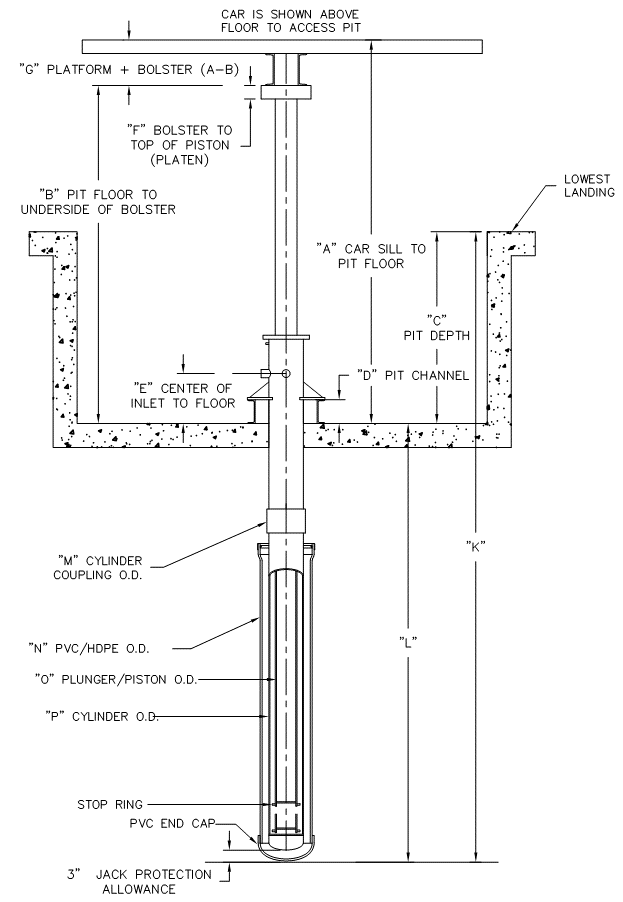 CAR IS SHOWN ABOVE
FLOOR TO ACCESS PIT
"G" PLATFORM + BOLSTER (A-B)
"F" BOLSTER TO
TOP OF PISTON
(PLATEN)
LOWEST
LANDING
"B" PIT FLOOR TO
UNDERSIDE OF BOLSTER
"A" CAR SILL TO
PIT FLOOR
"C"
PIT DEPTH
"E" CENTER OF
INLET TO FLOOR
"D" PIT CHANNEL
"M" CYLINDER
COUPLING O.D.
"K"
"L"
"N" PVC/HDPE O.D.
"O" PLUNGER/PISTON O.D.
"P" CYLINDER O.D.
STOP RING
PVC END CAP
3" JACK PROTECTION
ALLOWANCE